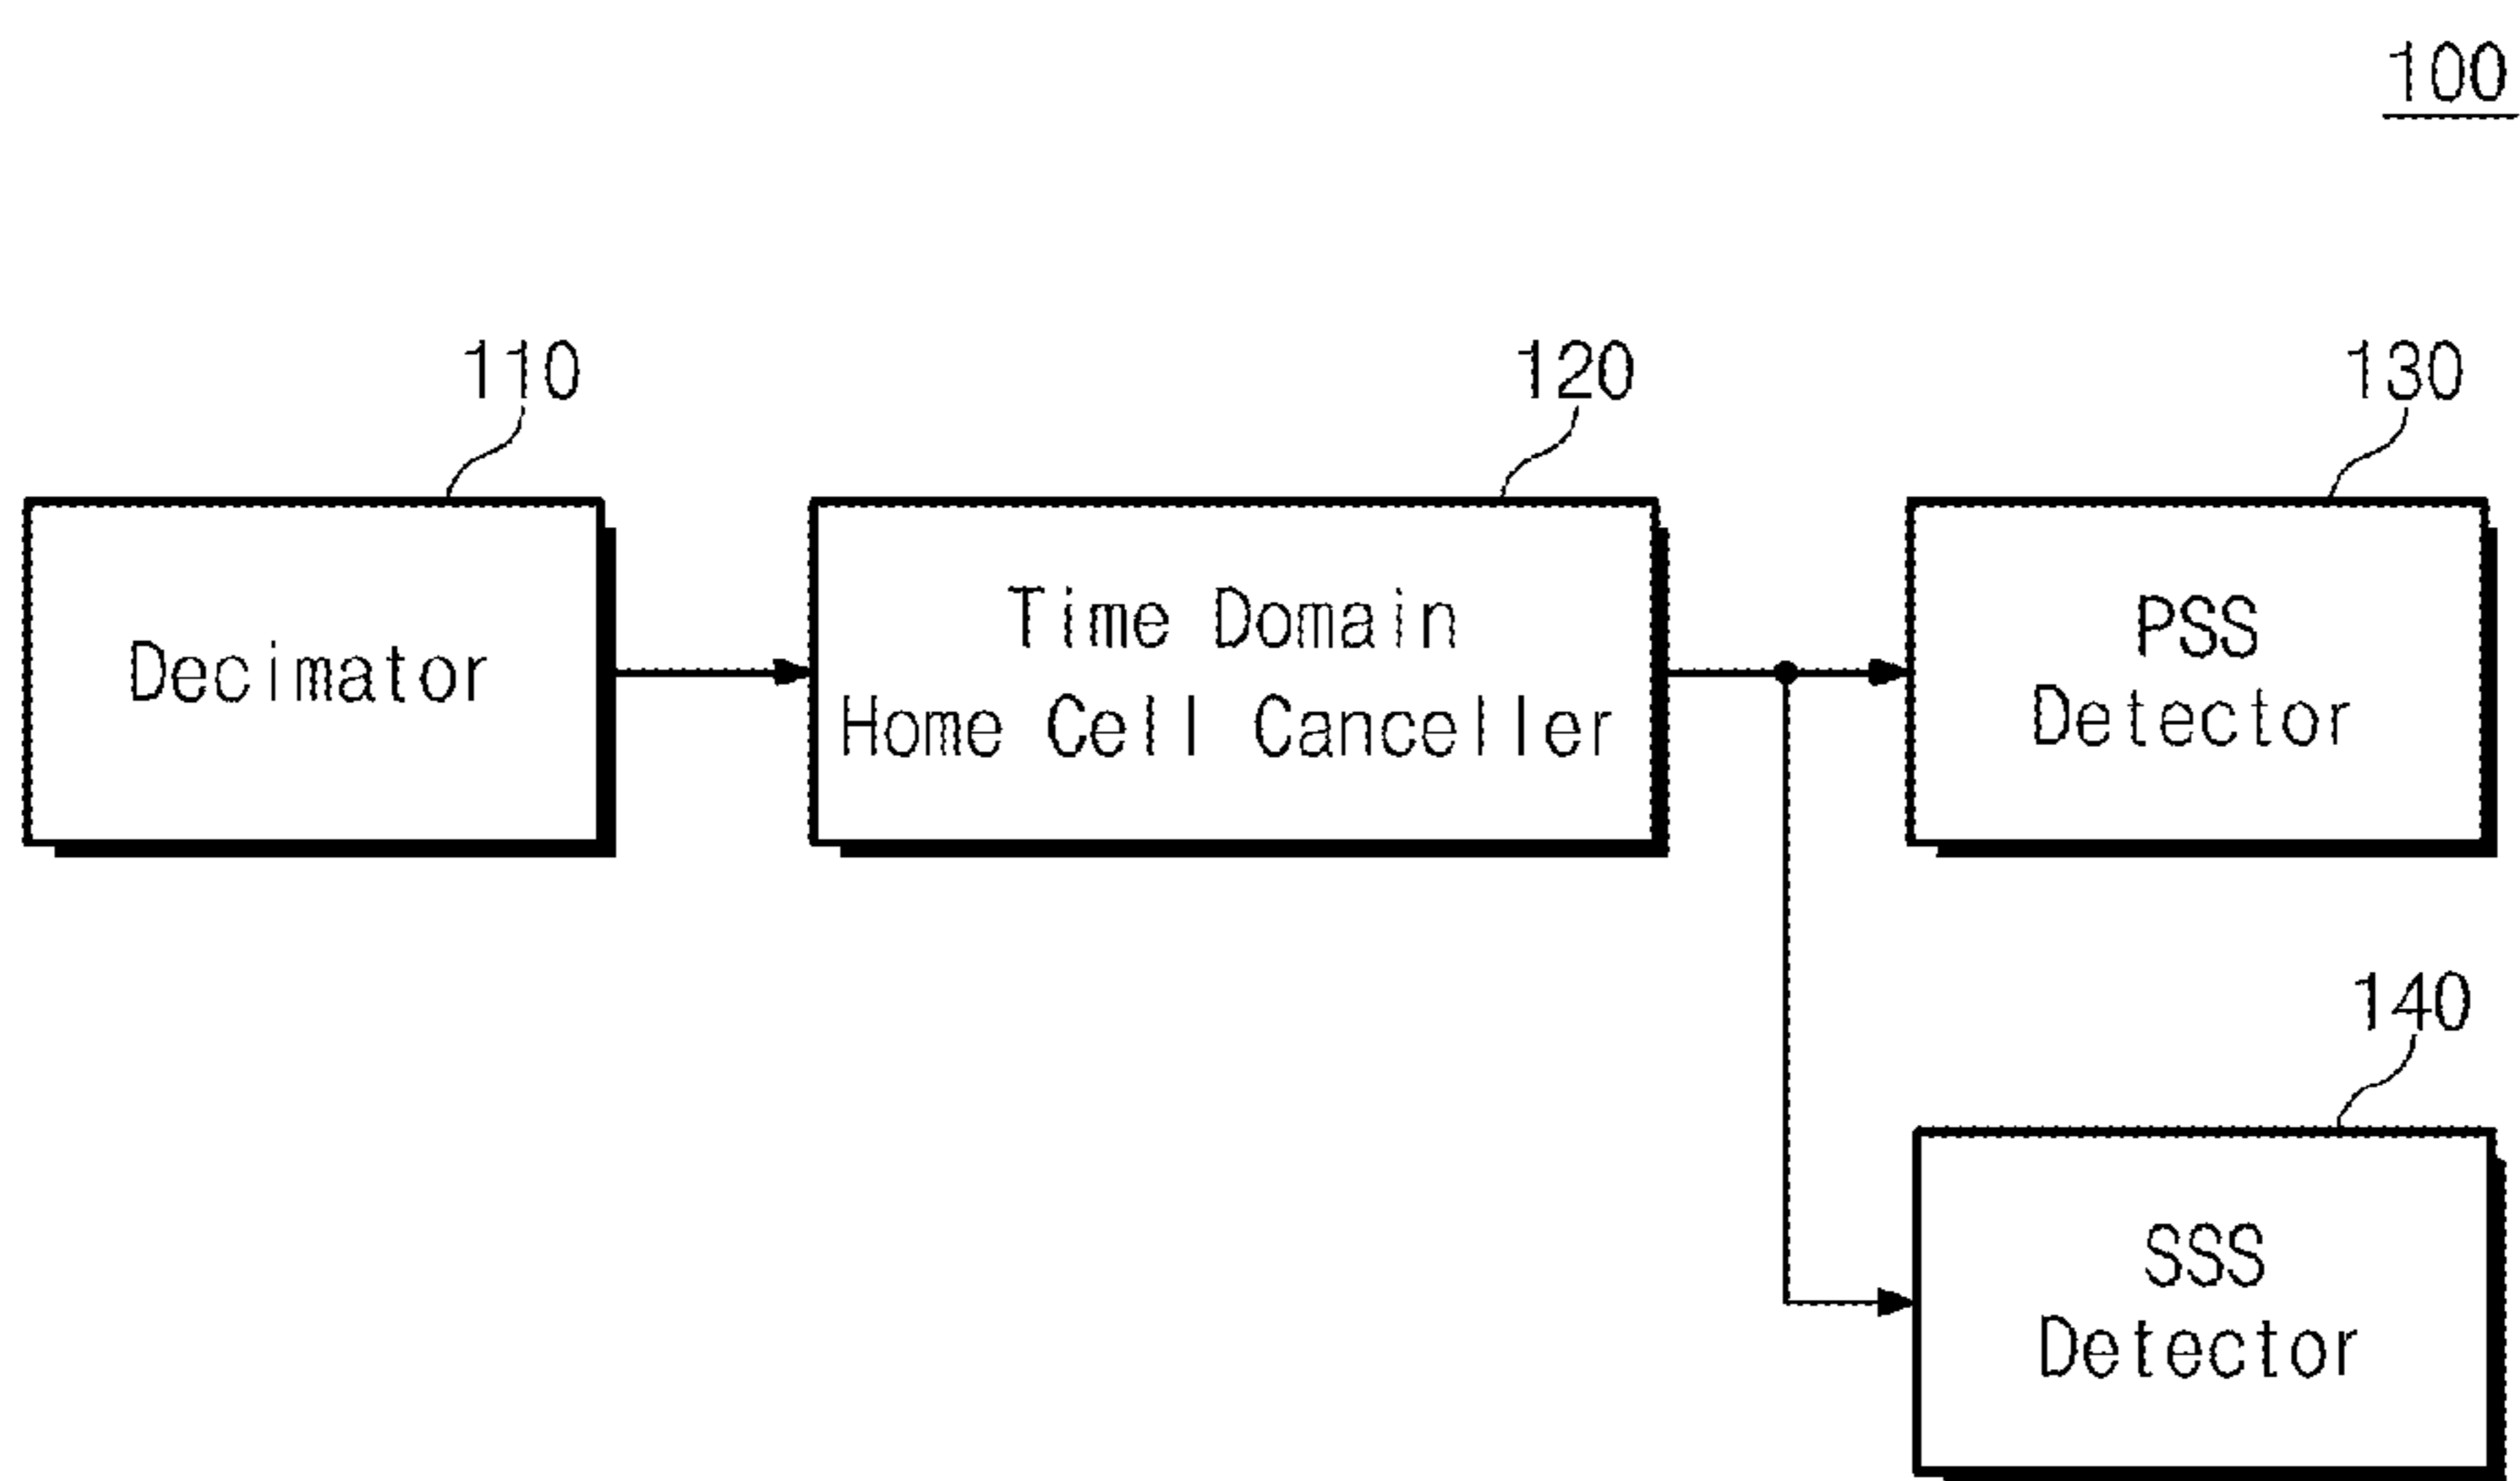 100
110
120
130
Decimator
Time Domain
Home Cell Canceller
PSS
Detector
140
SSS
Detector